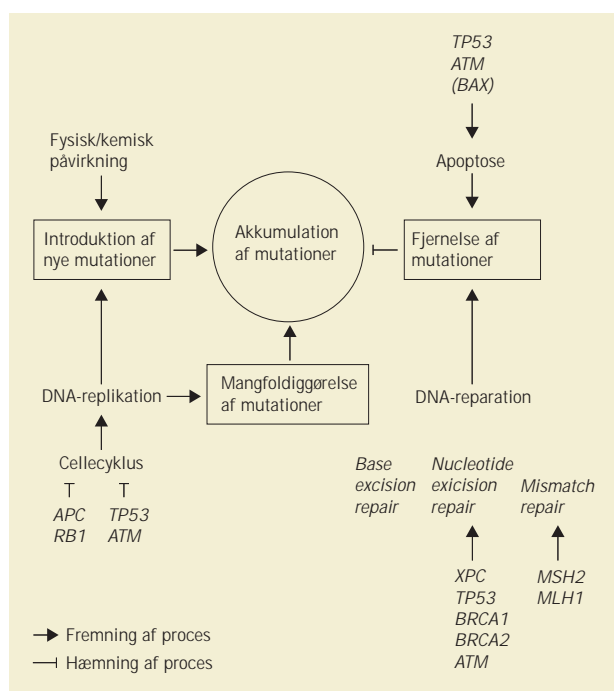 TP53
ATM
(BAX)
Fysisk/kemisk
påvirkning
Apoptose
Introduktion af
nye mutationer
Akkumulation
af mutationer
Fjernelse af
mutationer
DNA-replikation
Mangfoldiggørelse
af mutationer
DNA-reparation
Cellecyklus
APC
RB1
TP53
ATM
Base
excision
repair
Nucleotide
exicision
repair
Mismatch
repair
XPC
TP53
BRCA1
BRCA2
ATM
MSH2
MLH1
Fremning af proces
Hæmning af proces